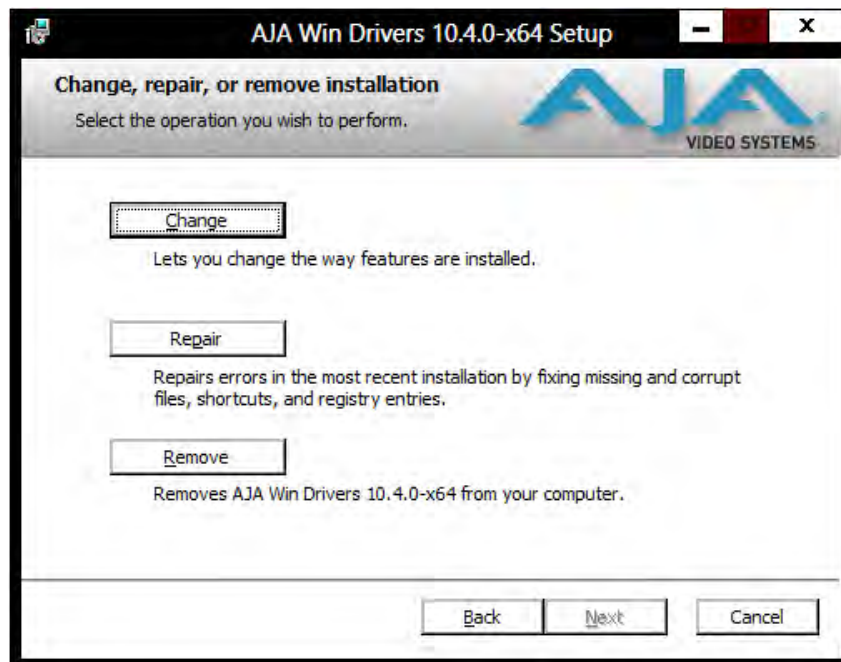 AJA Win Drivers 10.4.0-x64 Setup
Change, repair, or remove installation
Select the operation you wish to perform.
AJA
VIDEO SYSTEMS
Change
Lets you change the way features are installed.
Repair
Repairs errors in the most recent installation by fixing missing and corrupt
files, shortcuts, and registry entries.
Remove
Removes AJA Win Drivers 10.4.0-x64 from your computer.
Back
Next
Cancel